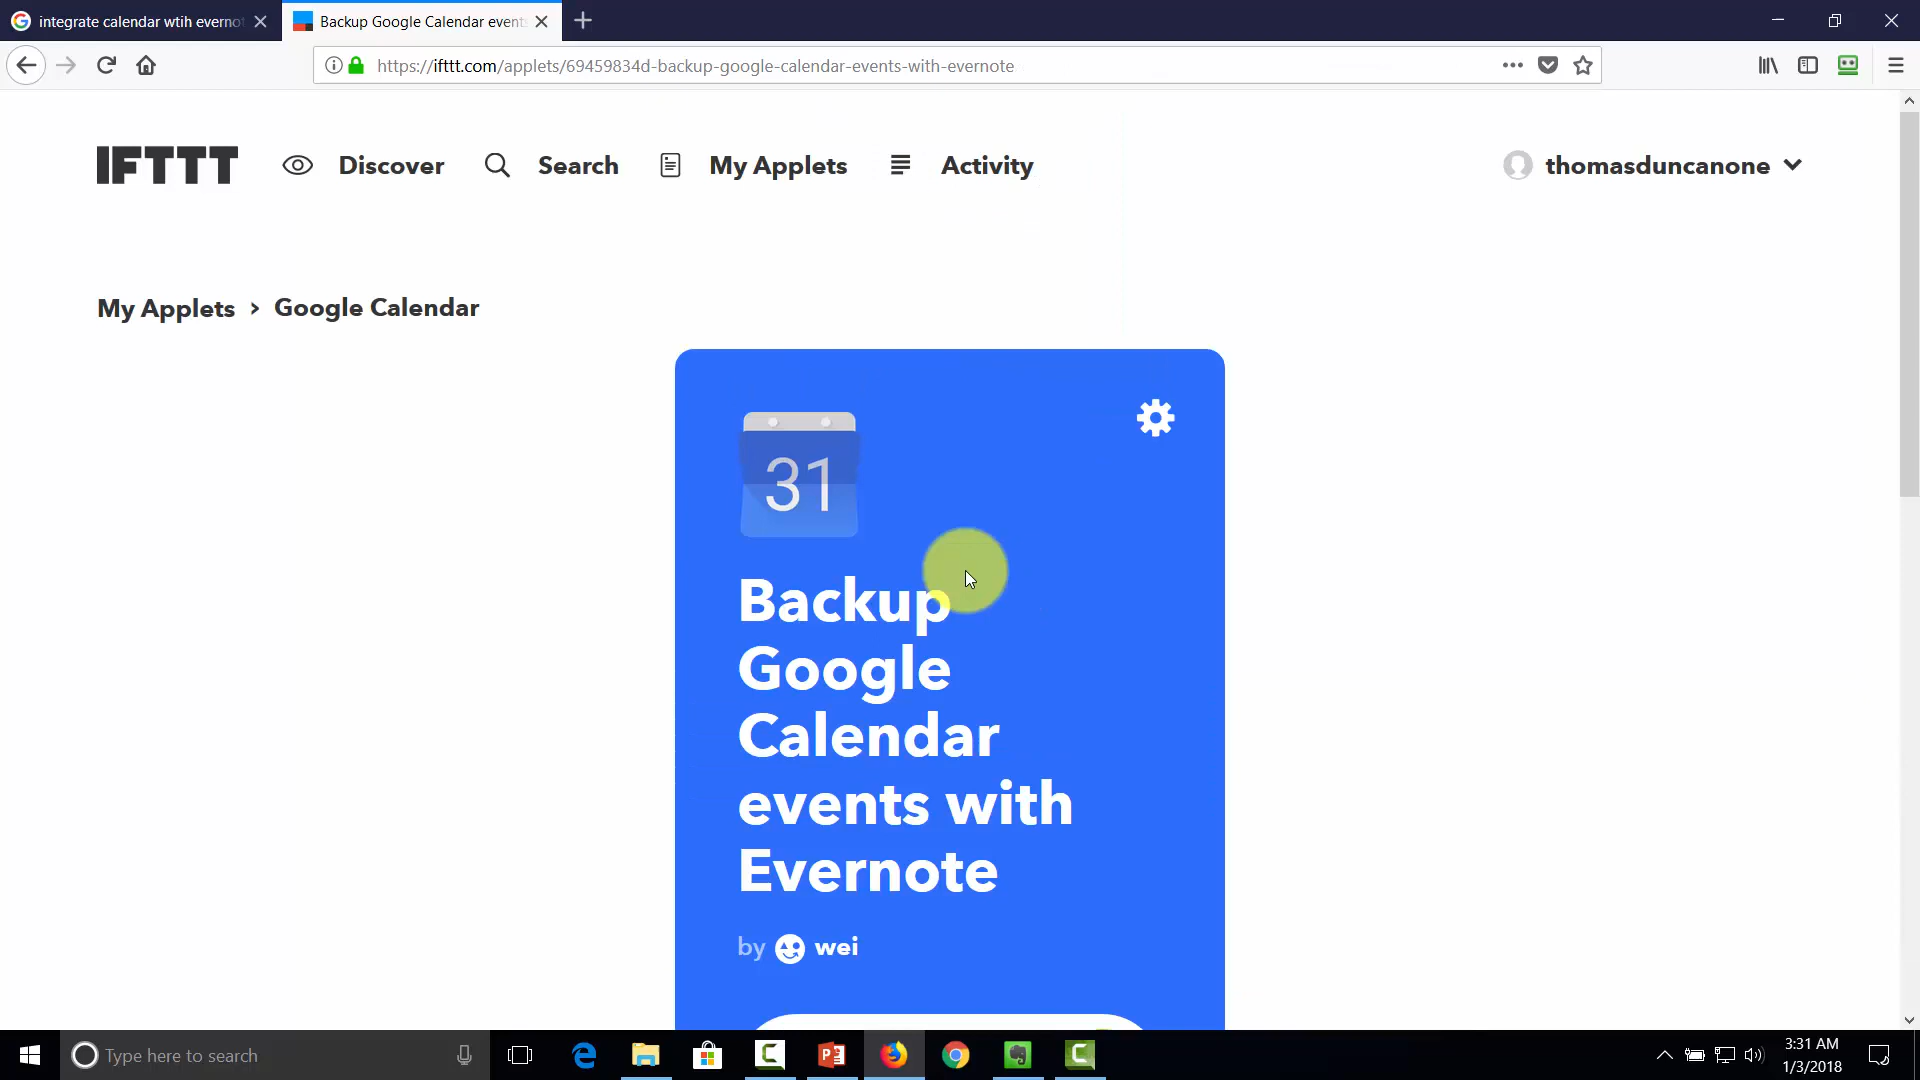 integrate calendar wtih everno
Backup Google Calendar event
https://ifttt.com/applets/69459834d-backup-google-calendar-events-with-evernote
IFTTT
Discover
Search
My Applets
Activity
thomasduncanone
My Applets > Google Calendar
31
Backup
Google
Calendar
events with
Evernote
by wei
Type here to search
3:31 AM
1/3/2018